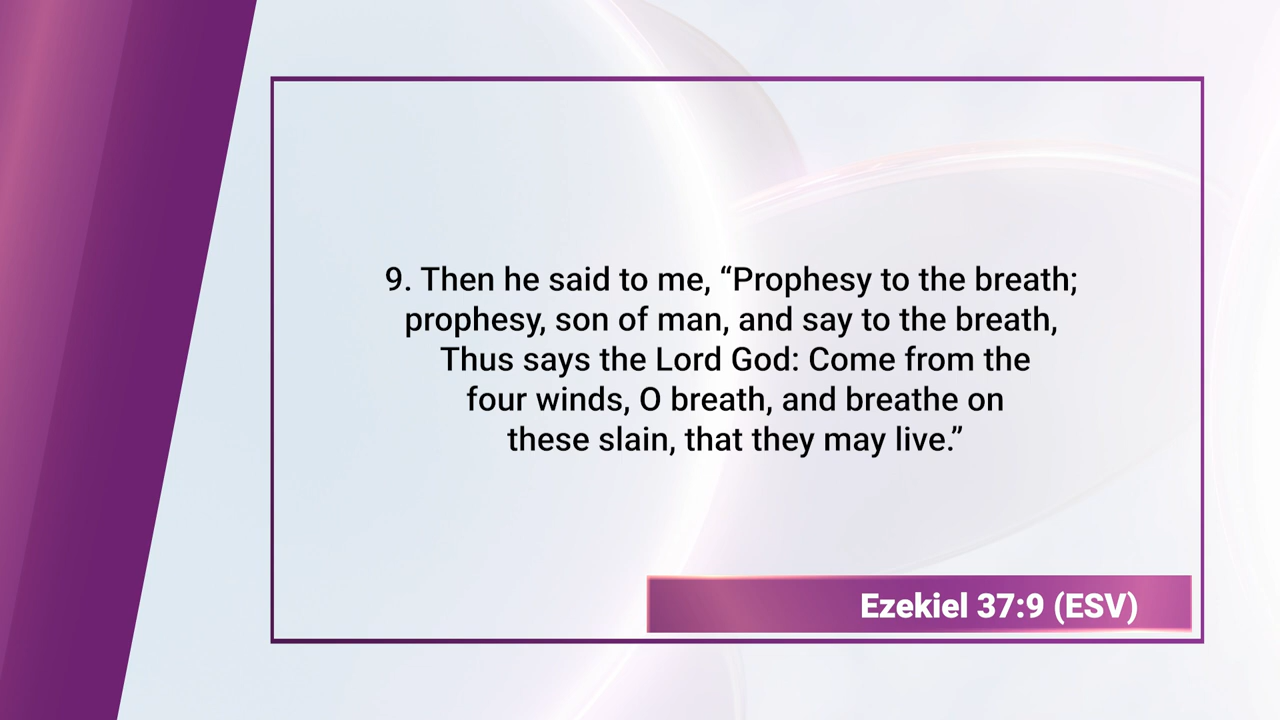 9. Then he said to me, “Prophesy to the breath;
prophesy, son of man, and say to the breath,
Thus says the Lord God: Come from the
four winds, O breath, and breathe on
these slain, that they may live.”
Ezekiel 37:9 (ESV)